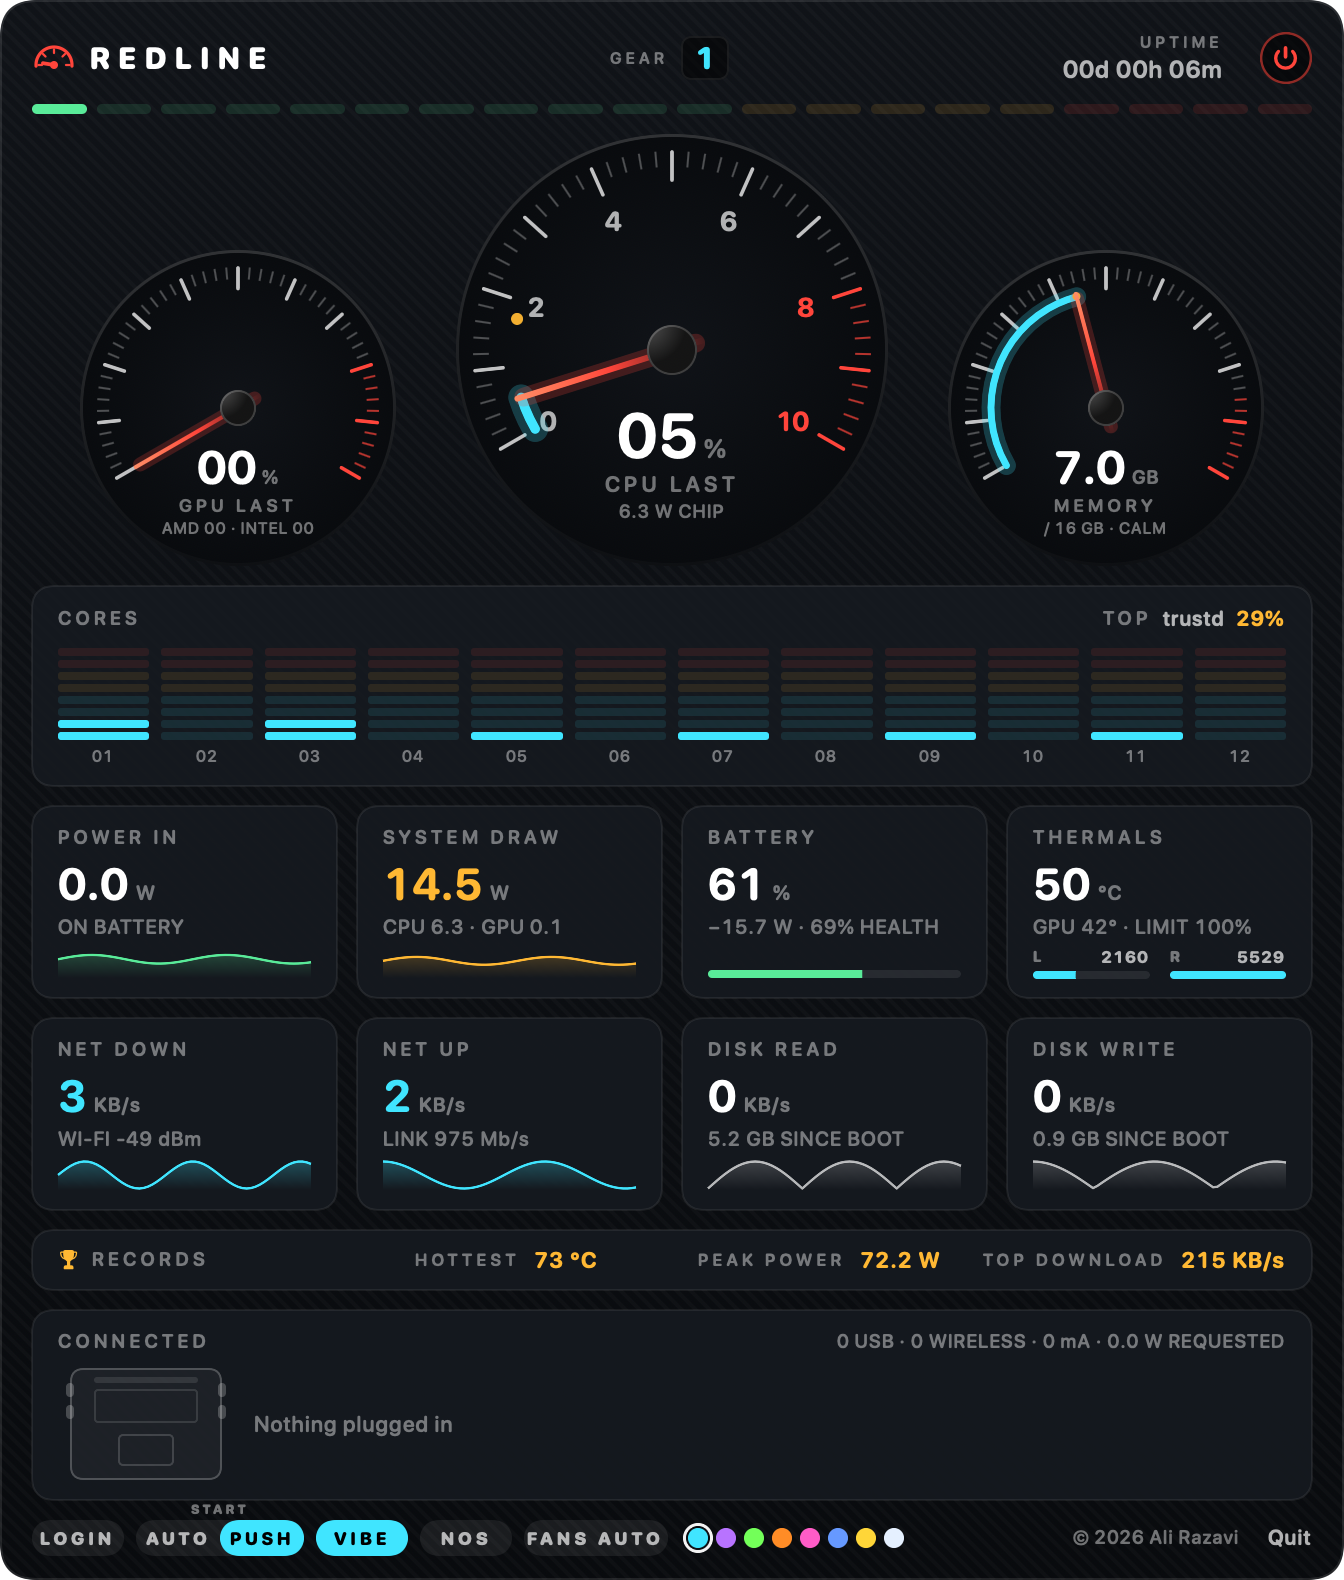 REDLINE
GEAR 1
UPTIME
00d 00h 06m
4 6
2 8
0 10
05 %
CPU LAST
6.3 W CHIP
00 %
GPU LAST
AMD 00 · INTEL 00
7.0 GB
MEMORY
/ 16 GB · CALM
CORES TOP trustd 29%
01 02 03 04 05 06 07 08 09 10 11 12
POWER IN
0.0 W
ON BATTERY
SYSTEM DRAW
14.5 W
CPU 6.3 · GPU 0.1
BATTERY
61 %
−15.7 W · 69% HEALTH
THERMALS
50 °C
GPU 42° · LIMIT 100%
L 2160 R 5529
NET DOWN
3 KB/s
WI-FI -49 dBm
NET UP
2 KB/s
LINK 975 Mb/s
DISK READ
0 KB/s
5.2 GB SINCE BOOT
DISK WRITE
0 KB/s
0.9 GB SINCE BOOT
RECORDS HOTTEST 73 °C PEAK POWER 72.2 W TOP DOWNLOAD 215 KB/s
CONNECTED 0 USB · 0 WIRELESS · 0 mA · 0.0 W REQUESTED
Nothing plugged in
START
LOGIN AUTO PUSH VIBE NOS FANS AUTO © 2026 Ali Razavi Quit